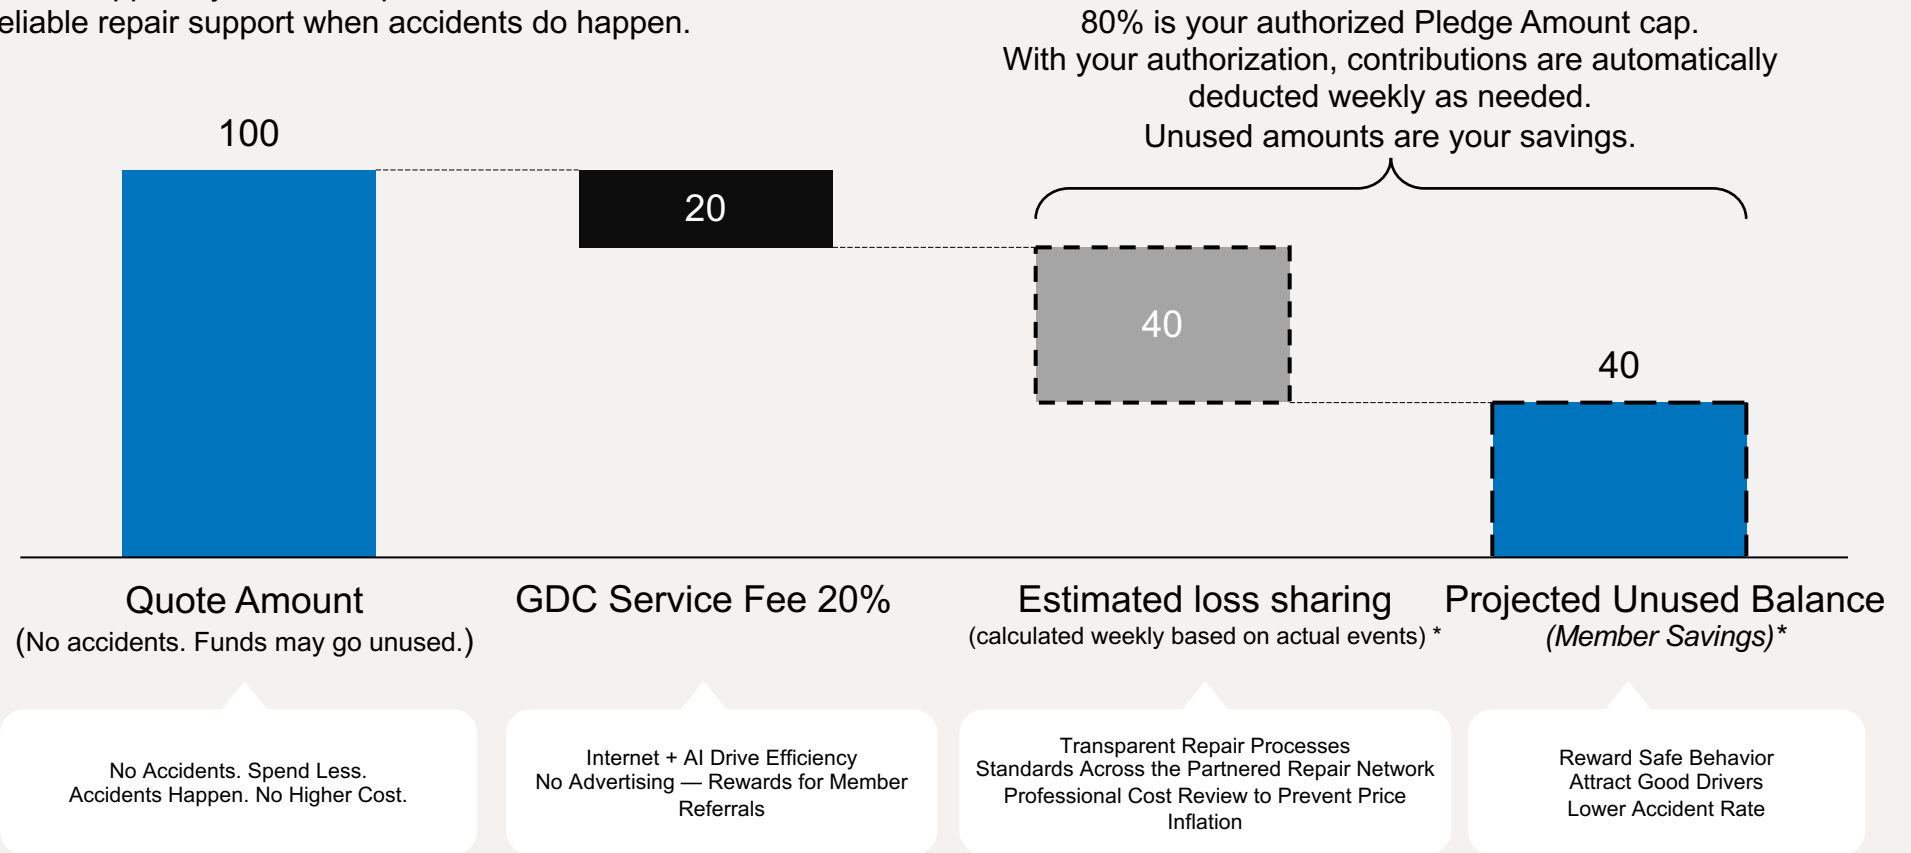 eliable repair support when accidents do happen.
80% is your authorized Pledge Amount cap.
With your authorization, contributions are automatically
deducted weekly as needed.
Unused amounts are your savings.
100
20
40
40
Quote Amount
(No accidents. Funds may go unused.)
GDC Service Fee 20%
Estimated loss sharing
(calculated weekly based on actual events) *
Projected Unused Balance
(Member Savings)*
No Accidents. Spend Less.
Accidents Happen. No Higher Cost.
Internet + AI Drive Efficiency
No Advertising — Rewards for Member
Referrals
Transparent Repair Processes
Standards Across the Partnered Repair Network
Professional Cost Review to Prevent Price
Inflation
Reward Safe Behavior
Attract Good Drivers
Lower Accident Rate